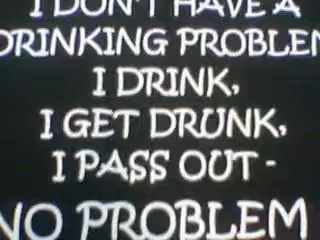 I DON'T HAVE A
DRINKING PROBLEM
I DRINK,
I GET DRUNK,
I PASS OUT -
NO PROBLEM